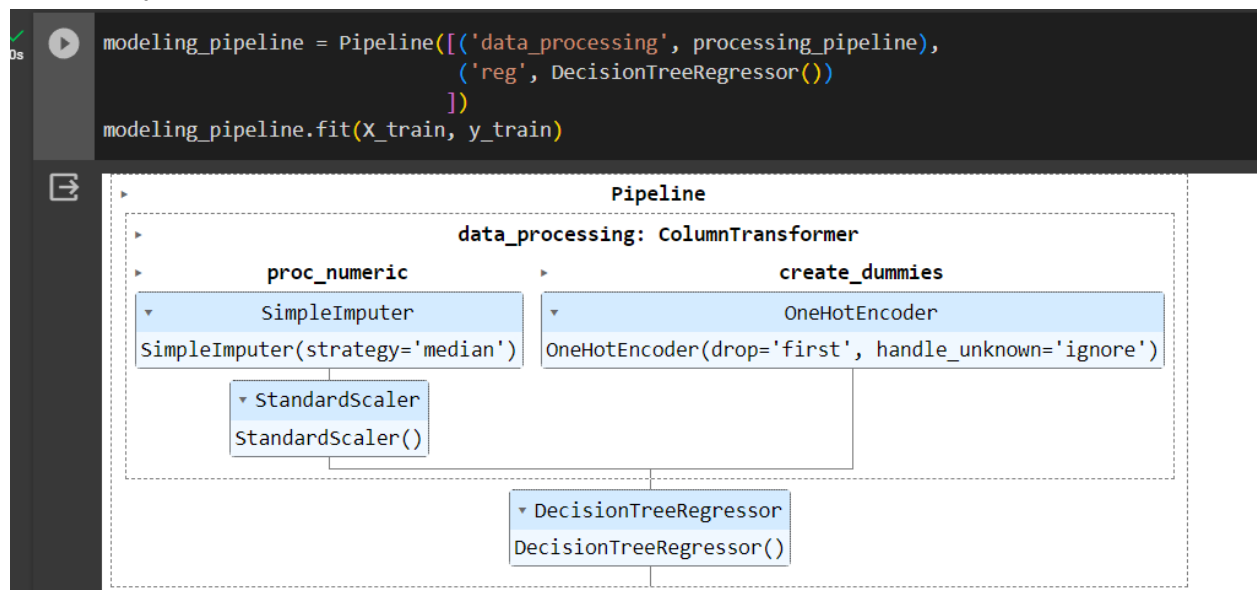 0s
modeling_pipeline = Pipeline([('data_processing', processing_pipeline),
('reg', DecisionTreeRegressor())
])
modeling_pipeline.fit(X_train, y_train)
Pipeline
data_processing: ColumnTransformer
proc_numeric create_dummies
SimpleImputer OneHotEncoder
SimpleImputer(strategy='median') OneHotEncoder(drop='first', handle_unknown='ignore')
StandardScaler
StandardScaler()
DecisionTreeRegressor
DecisionTreeRegressor()